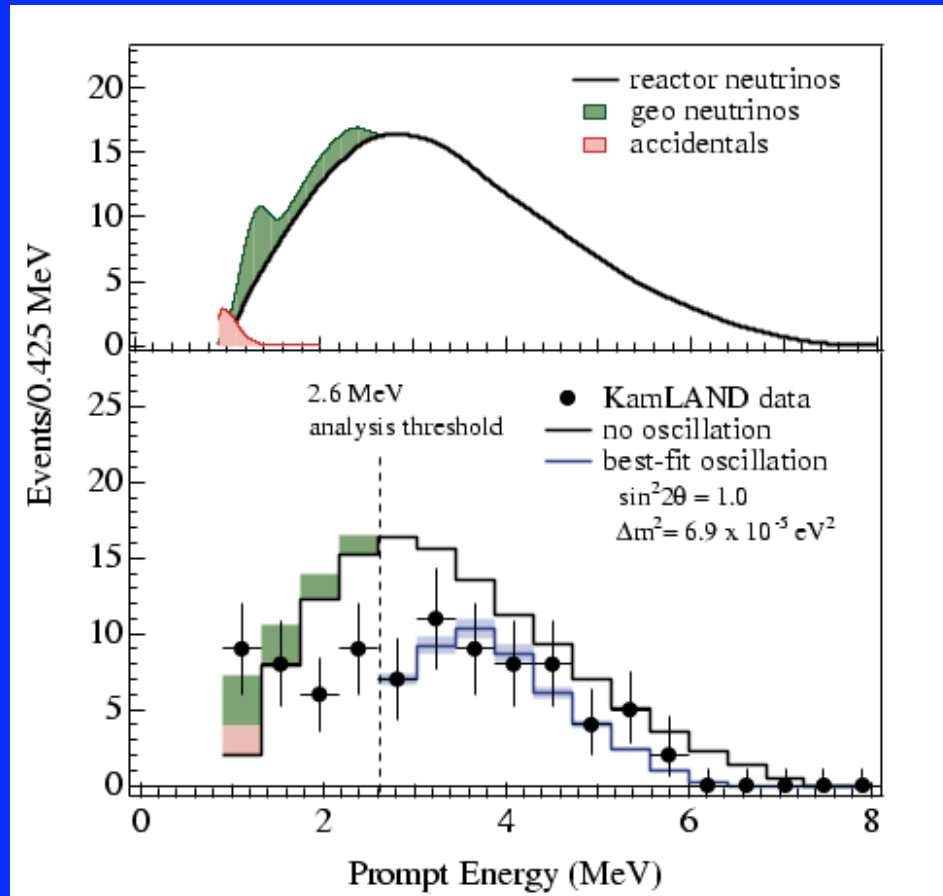 20
15
10
5
0
reactor neutrinos
geo neutrinos
accidentals
Events/0.425 MeV
25
20
15
10
5
0
2.6 MeV
analysis threshold
KamLAND data
no oscillation
best-fit oscillation
sin²2θ = 1.0
Δm²= 6.9 x 10⁻⁵ eV²
0 2 4 6 8
Prompt Energy (MeV)